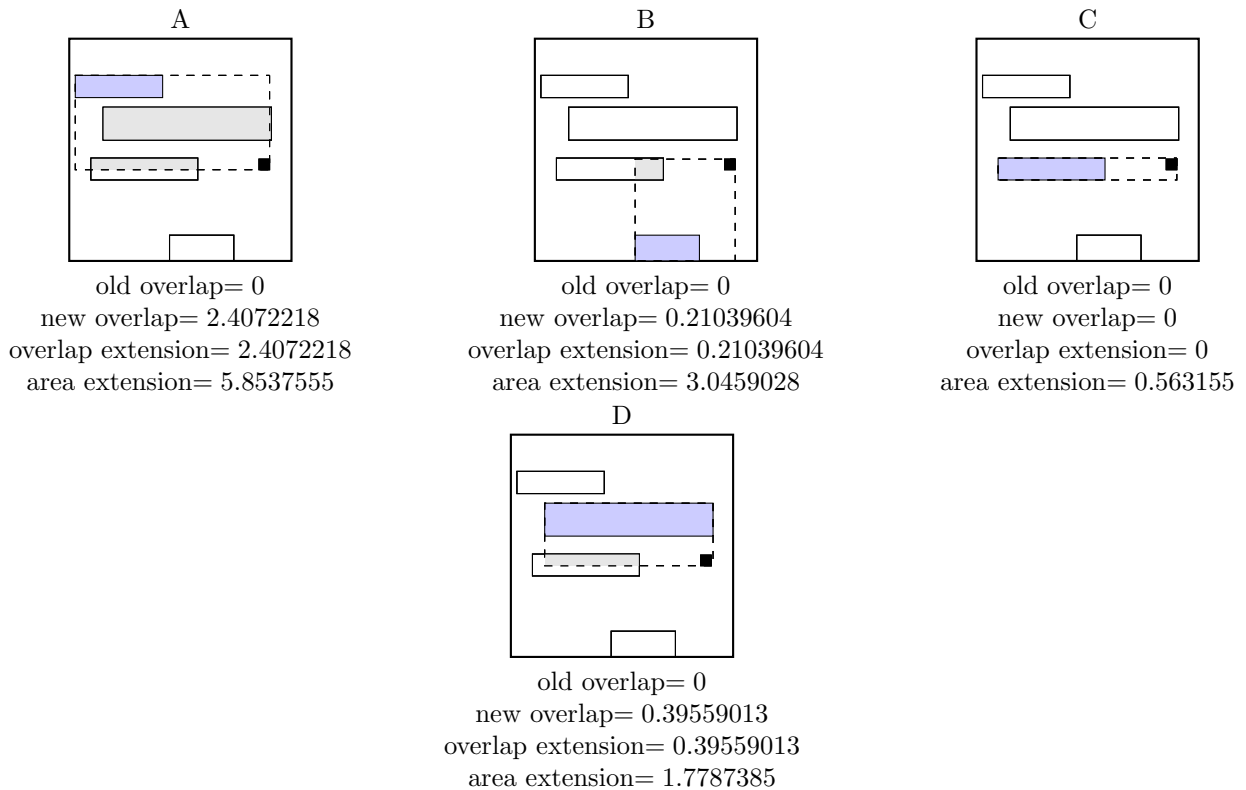 A
B
C
old overlap= 0
new overlap= 2.4072218
overlap extension= 2.4072218
area extension= 5.8537555
old overlap= 0
new overlap= 0.21039604
overlap extension= 0.21039604
area extension= 3.0459028
old overlap= 0
new overlap= 0
overlap extension= 0
area extension= 0.563155
D
old overlap= 0
new overlap= 0.39559013
overlap extension= 0.39559013
area extension= 1.7787385